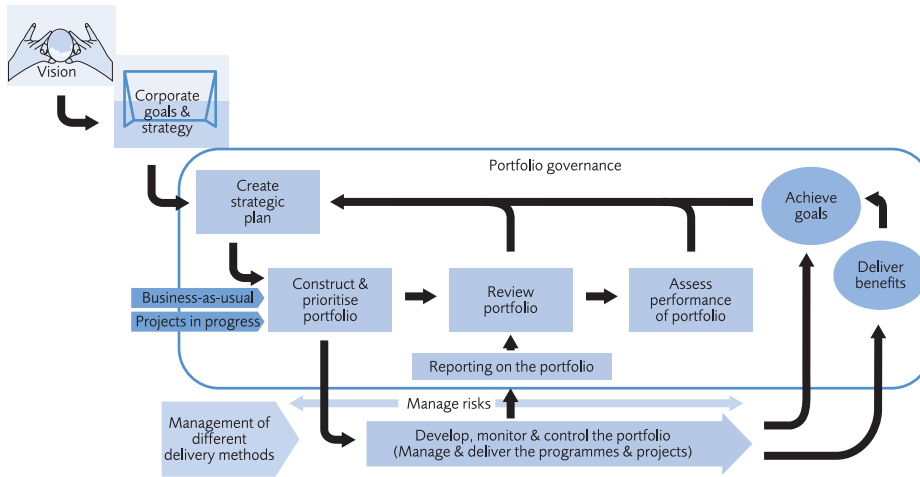 Vision
Corporate
goals &
strategy
Portfolio governance
Create
strategic
plan
Achieve
goals
Deliver
benefits
Business-as-usual
Projects in progress
Construct &
prioritise
portfolio
Review
portfolio
Assess
performance
of portfolio
Reporting on the portfolio
Manage risks
Management of
different
delivery methods
Develop, monitor & control the portfolio
(Manage & deliver the programmes & projects)